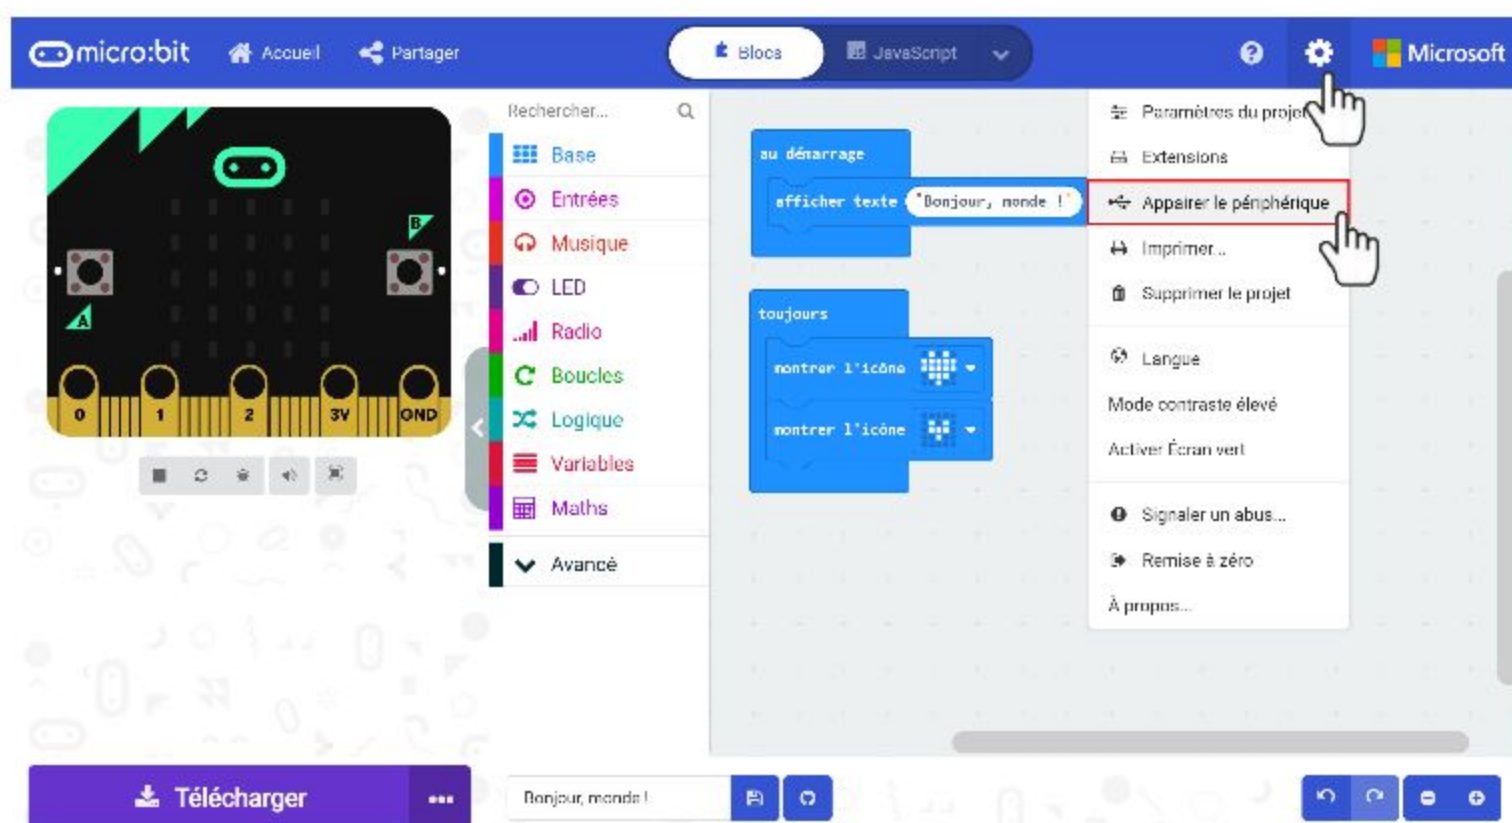 micro:bit Accueil Partager Blocs JavaScript Microsoft
B
A
0 1 2 3V GND
Rechercher...
Base
Entrées
Musique
LED
Radio
Boucles
Logique
Variables
Maths
Avancé
au démarrage
afficher texte "Bonjour, monde !"
toujours
montrer l'icône
montrer l'icône
Paramètres du projet
Extensions
Appairer le périphérique
Imprimer...
Supprimer le projet
Langue
Mode contraste élevé
Activer Écran vert
Signaler un abus...
Remise à zéro
À propos...
Télécharger
Bonjour, monde !